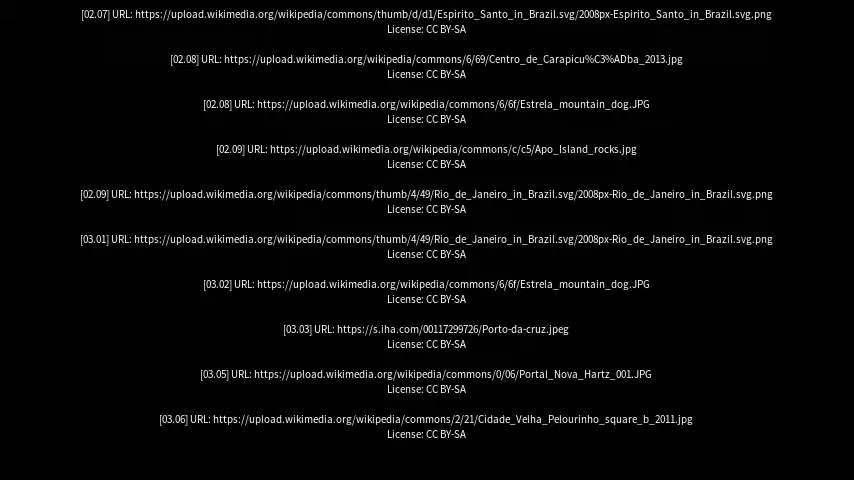 [02.07] URL: https://upload.wikimedia.org/wikipedia/commons/thumb/d/d1/Espirito_Santo_in_Brazil.svg/2008px-Espirito_Santo_in_Brazil.svg.png
License: CC BY-SA
[02.08] URL: https://upload.wikimedia.org/wikipedia/commons/6/69/Centro_de_Carapicu%C3%ADba_2013.jpg
License: CC BY-SA
[02.08] URL: https://upload.wikimedia.org/wikipedia/commons/6/6f/Estrela_mountain_dog.JPG
License: CC BY-SA
[02.09] URL: https://upload.wikimedia.org/wikipedia/commons/c/c5/Apo_Island_rocks.jpg
License: CC BY-SA
[02.09] URL: https://upload.wikimedia.org/wikipedia/commons/thumb/4/49/Rio_de_Janeiro_in_Brazil.svg/2008px-Rio_de_Janeiro_in_Brazil.svg.png
License: CC BY-SA
[03.01] URL: https://upload.wikimedia.org/wikipedia/commons/thumb/4/49/Rio_de_Janeiro_in_Brazil.svg/2008px-Rio_de_Janeiro_in_Brazil.svg.png
License: CC BY-SA
[03.02] URL: https://upload.wikimedia.org/wikipedia/commons/6/6f/Estrela_mountain_dog.JPG
License: CC BY-SA
[03.03] URL: https://s.iha.com/00117299726/Porto-da-cruz.jpeg
License: CC BY-SA
[03.05] URL: https://upload.wikimedia.org/wikipedia/commons/0/06/Portal_Nova_Hartz_001.JPG
License: CC BY-SA
[03.06] URL: https://upload.wikimedia.org/wikipedia/commons/2/21/Cidade_Velha_Pelourinho_square_b_2011.jpg
License: CC BY-SA